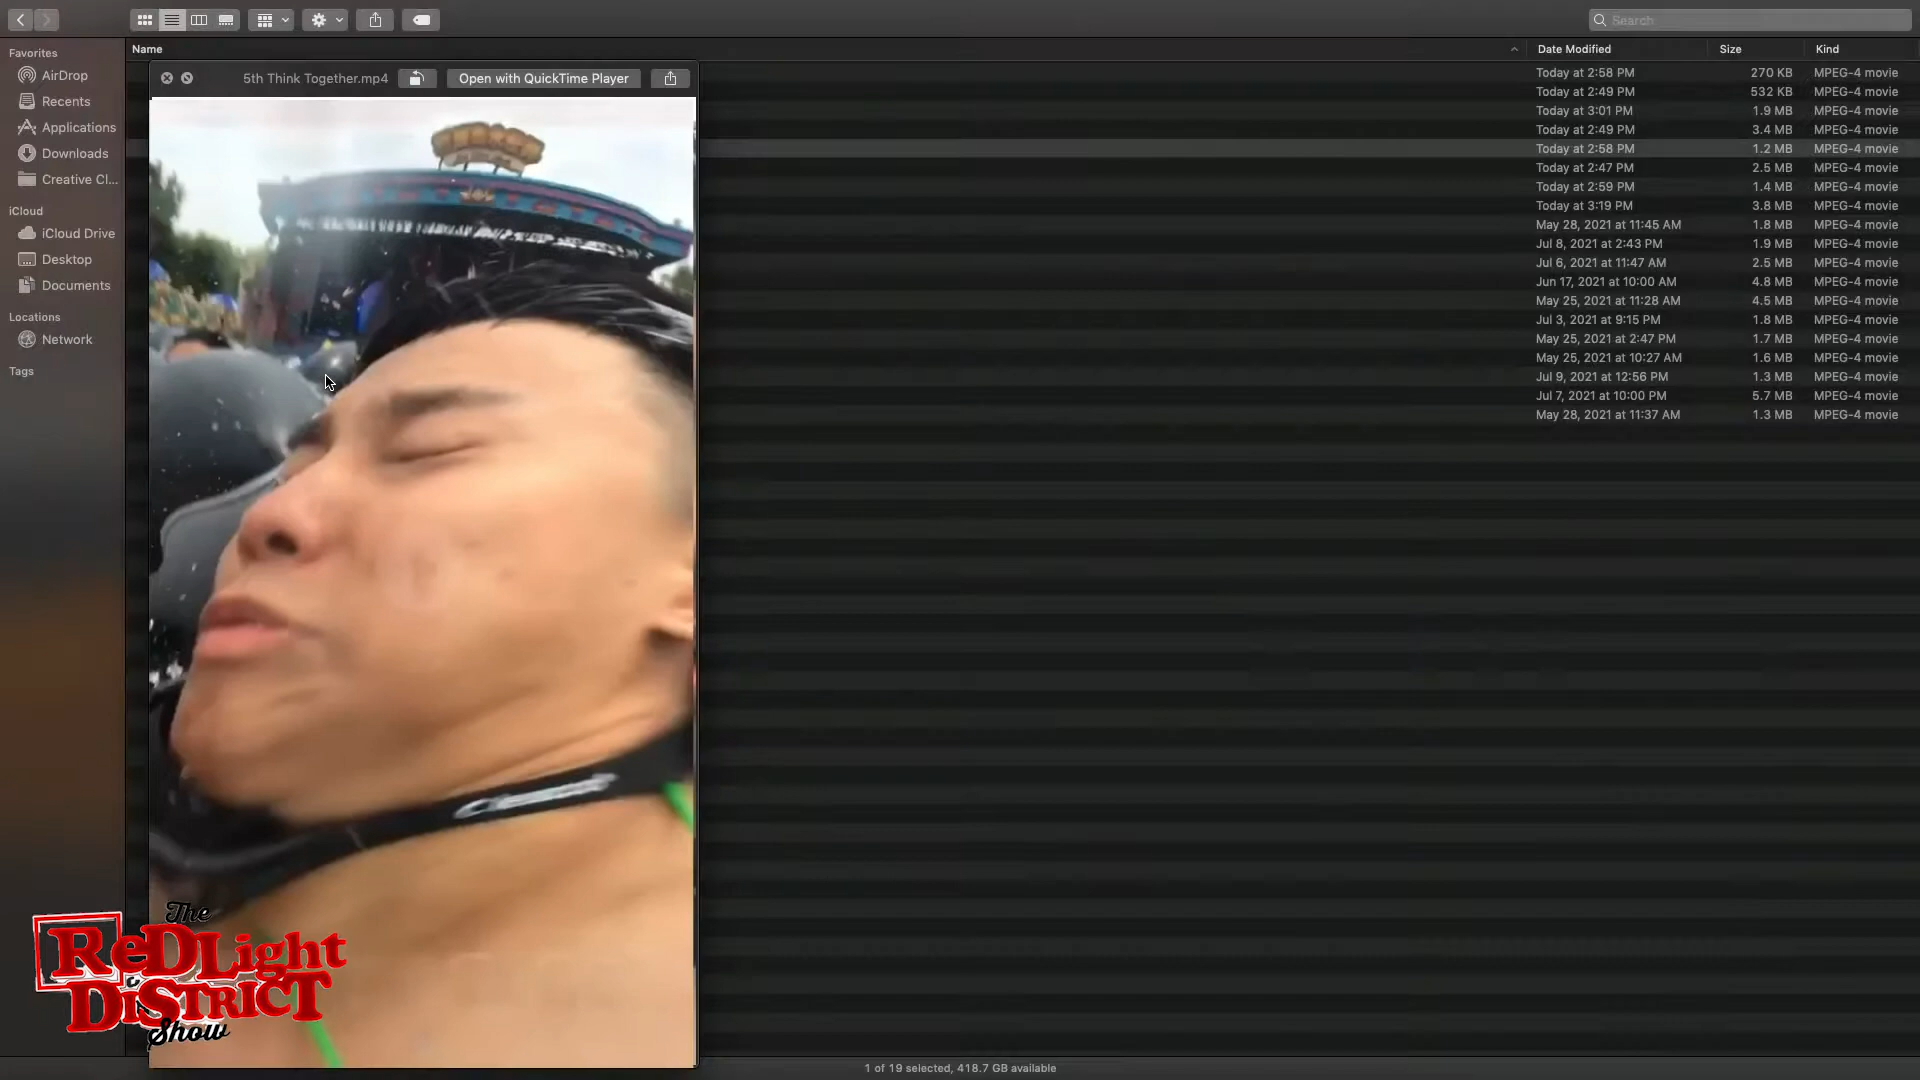 Search
Favorites
AirDrop
Recents
Applications
Downloads
Creative Cl...
iCloud
iCloud Drive
Desktop
Documents
Locations
Network
Tags
Name
Date Modified
Size
Kind
5th Think Together.mp4
Open with QuickTime Player
Today at 2:58 PM 270 KB MPEG-4 movie
Today at 2:49 PM 532 KB MPEG-4 movie
Today at 3:01 PM 1.9 MB MPEG-4 movie
Today at 2:49 PM 3.4 MB MPEG-4 movie
Today at 2:58 PM 1.2 MB MPEG-4 movie
Today at 2:47 PM 2.5 MB MPEG-4 movie
Today at 2:59 PM 1.4 MB MPEG-4 movie
Today at 3:19 PM 3.8 MB MPEG-4 movie
May 28, 2021 at 11:45 AM 1.8 MB MPEG-4 movie
Jul 8, 2021 at 2:43 PM 1.9 MB MPEG-4 movie
Jul 6, 2021 at 11:47 AM 2.5 MB MPEG-4 movie
Jun 17, 2021 at 10:00 AM 4.8 MB MPEG-4 movie
May 25, 2021 at 11:28 AM 4.5 MB MPEG-4 movie
Jul 3, 2021 at 9:15 PM 1.8 MB MPEG-4 movie
May 25, 2021 at 2:47 PM 1.7 MB MPEG-4 movie
May 25, 2021 at 10:27 AM 1.6 MB MPEG-4 movie
Jul 9, 2021 at 12:56 PM 1.3 MB MPEG-4 movie
Jul 7, 2021 at 10:00 PM 5.7 MB MPEG-4 movie
May 28, 2021 at 11:37 AM 1.3 MB MPEG-4 movie
The
ReDLight
DiSTRICT
Show
1 of 19 selected, 418.7 GB available